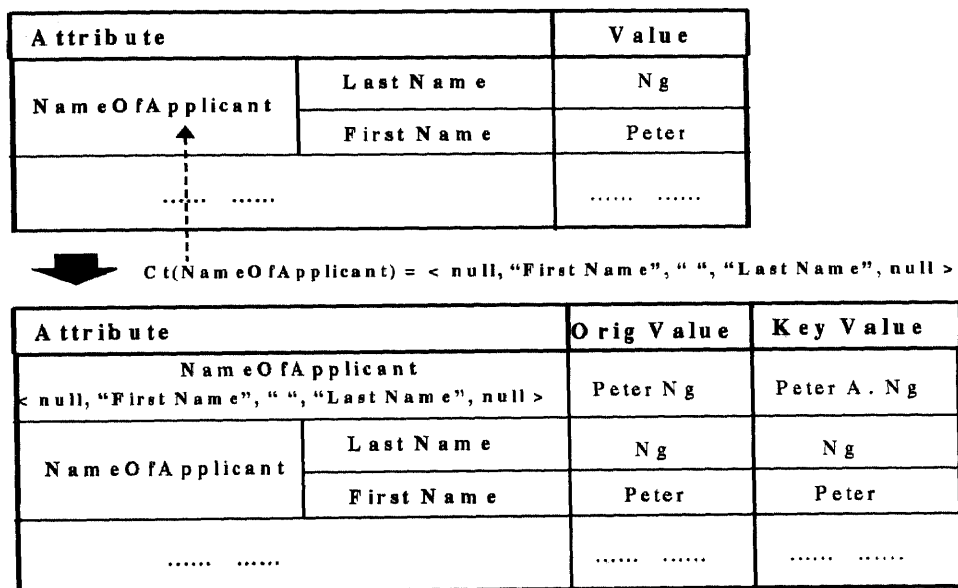 Attribute Value
NameOfApplicant
Last Name Ng
First Name Peter
...... ...... ...... ......
Ct(NameOfApplicant) = < null, “First Name”, “ “, “Last Name”, null >
Attribute Orig Value Key Value
NameOfApplicant
< null, “First Name”, “ “, “Last Name”, null > Peter Ng Peter A. Ng
NameOfApplicant
Last Name Ng Ng
First Name Peter Peter
...... ...... ...... ...... ...... ......